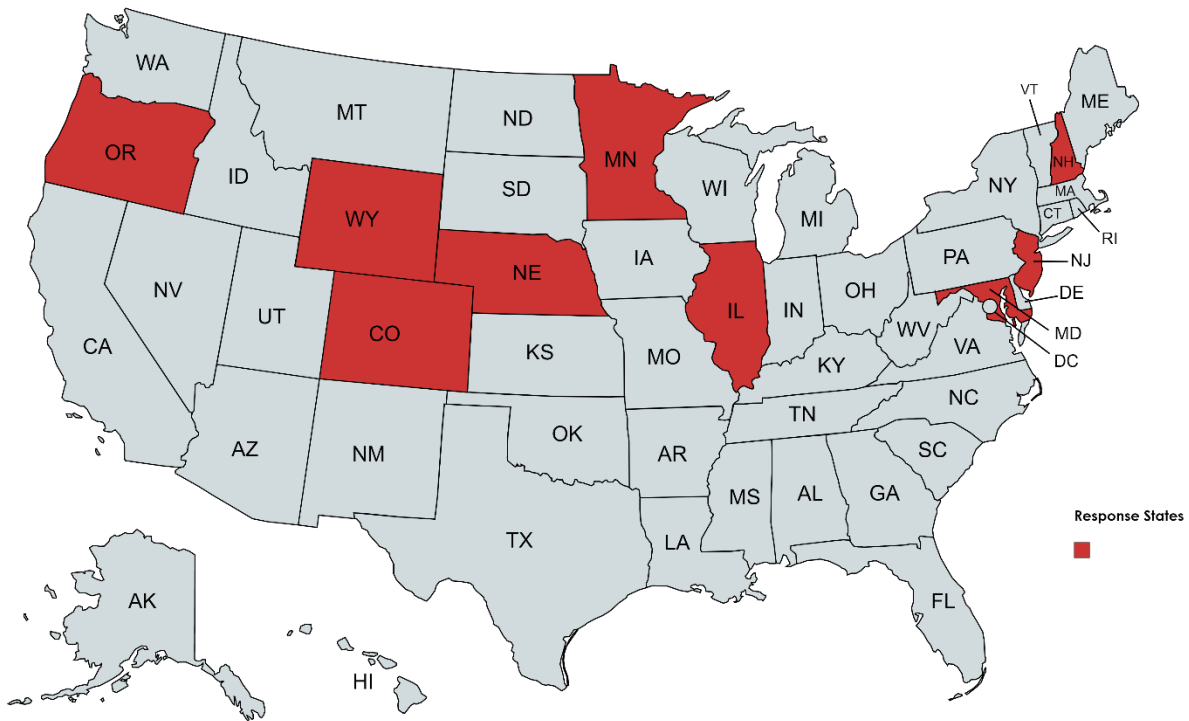 WA
MT
ND
MN
ME
VT
OR
ID
SD
WI
MI
NY
NH
MA
CT
RI
WY
NE
IA
PA
NJ
NV
UT
CO
KS
MO
IL
IN
OH
WV
VA
DE
MD
DC
CA
KY
AZ
NM
OK
AR
TN
NC
SC
MS
AL
GA
TX
LA
FL
AK
HI
Response States